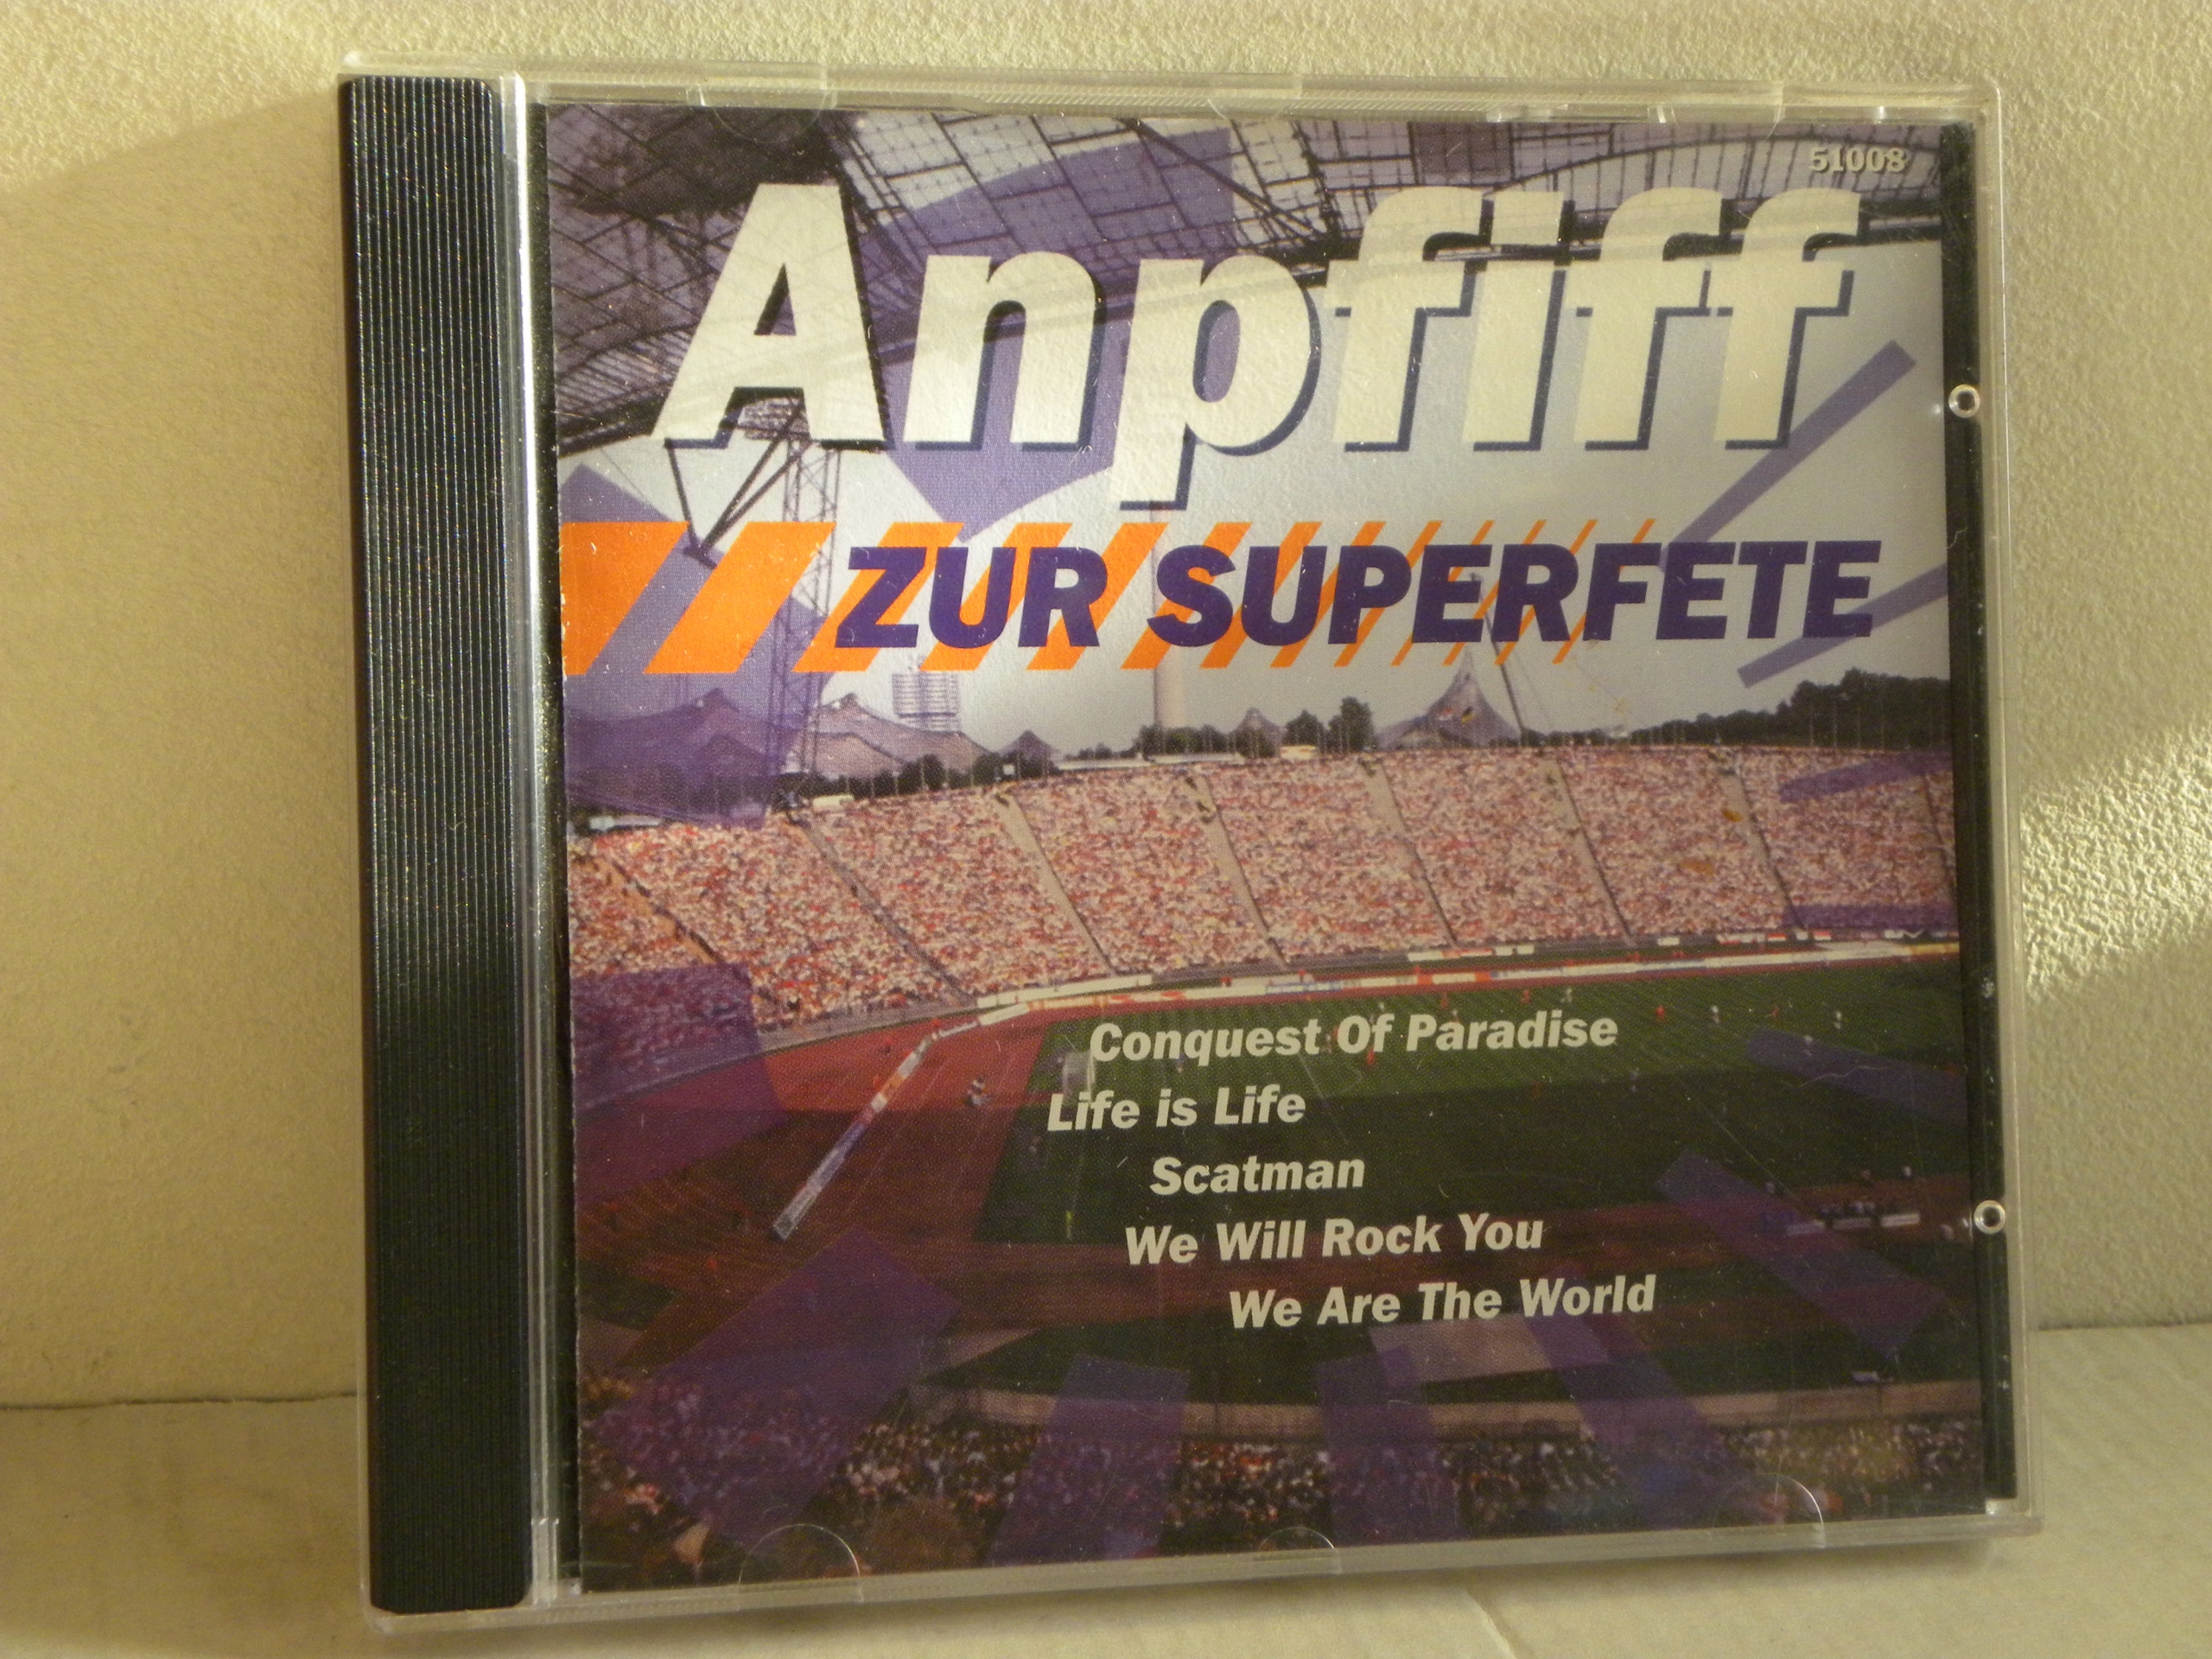 51008
Anpfiff
ZUR SUPERFETE
Conquest Of Paradise
Life is Life
Scatman
We Will Rock You
We Are The World